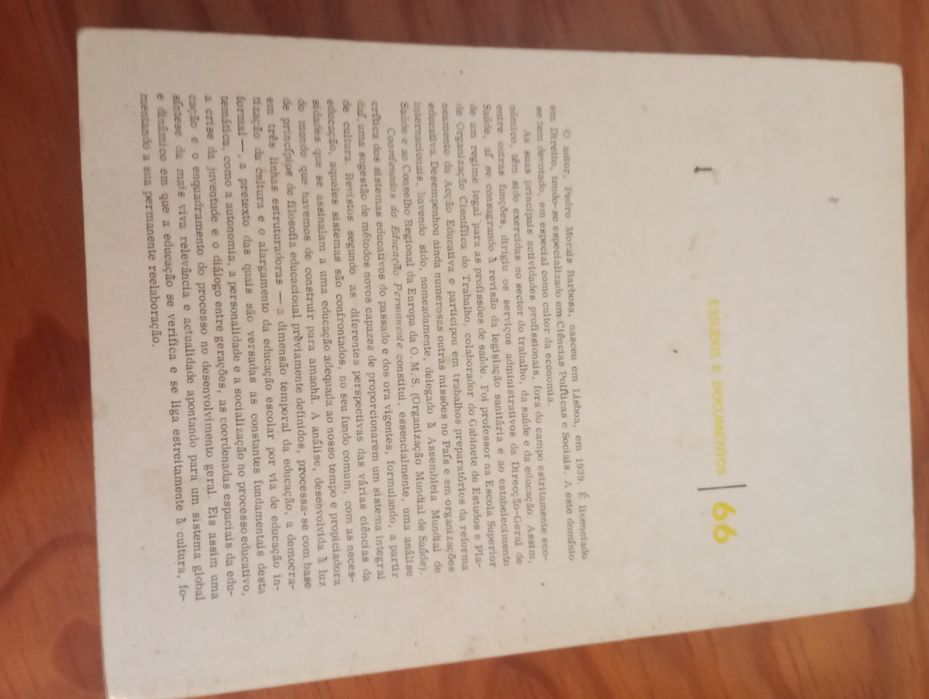 ESTUDOS E DOCUMENTOS | 66
O autor, Pedro Morais Barbosa, nasceu em Lisboa, em 1939. É licenciado
em Direito, tendo-se especializado em Ciências Políticas e Sociais. A este domínio
se tem devotado, em especial como cultor da economia.
As suas principais actividades profissionais, fora do campo estritamente eco-
nómico, têm sido exercidas no sector do trabalho, da saúde e da educação. Assim,
entre outras funções, dirigiu os serviços administrativos da Direcção-Geral de
Saúde, aí se consagrando à revisão da legislação sanitária e ao estabelecimento
de um regime legal para as profissões de saúde. Foi professor na Escola Superior
de Organização Científica do Trabalho, colaborador do Gabinete de Estudos e Pla-
neamento da Acção Educativa e participou em trabalhos preparatórios da reforma
educativa. Desempenhou ainda numerosas outras missões no País e em organizações
internacionais, havendo sido, nomeadamente, delegado à Assembleia Mundial de
Saúde e ao Conselho Regional da Europa da O. M. S. (Organização Mundial de Saúde).
Coordenadas da Educação Permanente constitui, essencialmente, uma análise
crítica dos sistemas educativos do passado e dos ora vigentes, formulando, a partir
daí, uma sugestão de métodos novos capazes de proporcionarem um sistema integral
de cultura. Revistos segundo as diferentes perspectivas das várias ciências da
educação, aqueles sistemas são confrontados, no seu fundo comum, com as neces-
sidades que se assinalam a uma educação adequada ao nosso tempo e propiciadora
do mundo que havemos de construir para amanhã. A análise, desenvolvida à luz
de princípios de filosofia educacional prèviamente definidos, processa-se com base
em três linhas estruturadoras — a dimensão temporal da educação, a democra-
tização da cultura e o alargamento da educação escolar por via de educação in-
formal —, a pretexto das quais são versadas as constantes fundamentais desta
temática, como a autonomia, a personalidade e a socialização no processo educativo,
a crise da juventude e o diálogo entre gerações, as coordenadas espaciais da edu-
cação e o enquadramento do processo no desenvolvimento geral. Eis assim uma
síntese da mais viva relevância e actualidade apontando para um sistema global
e dinâmico em que a educação se verifica e se liga estreitamente à cultura, fo-
mentando a sua permanente reelaboração.